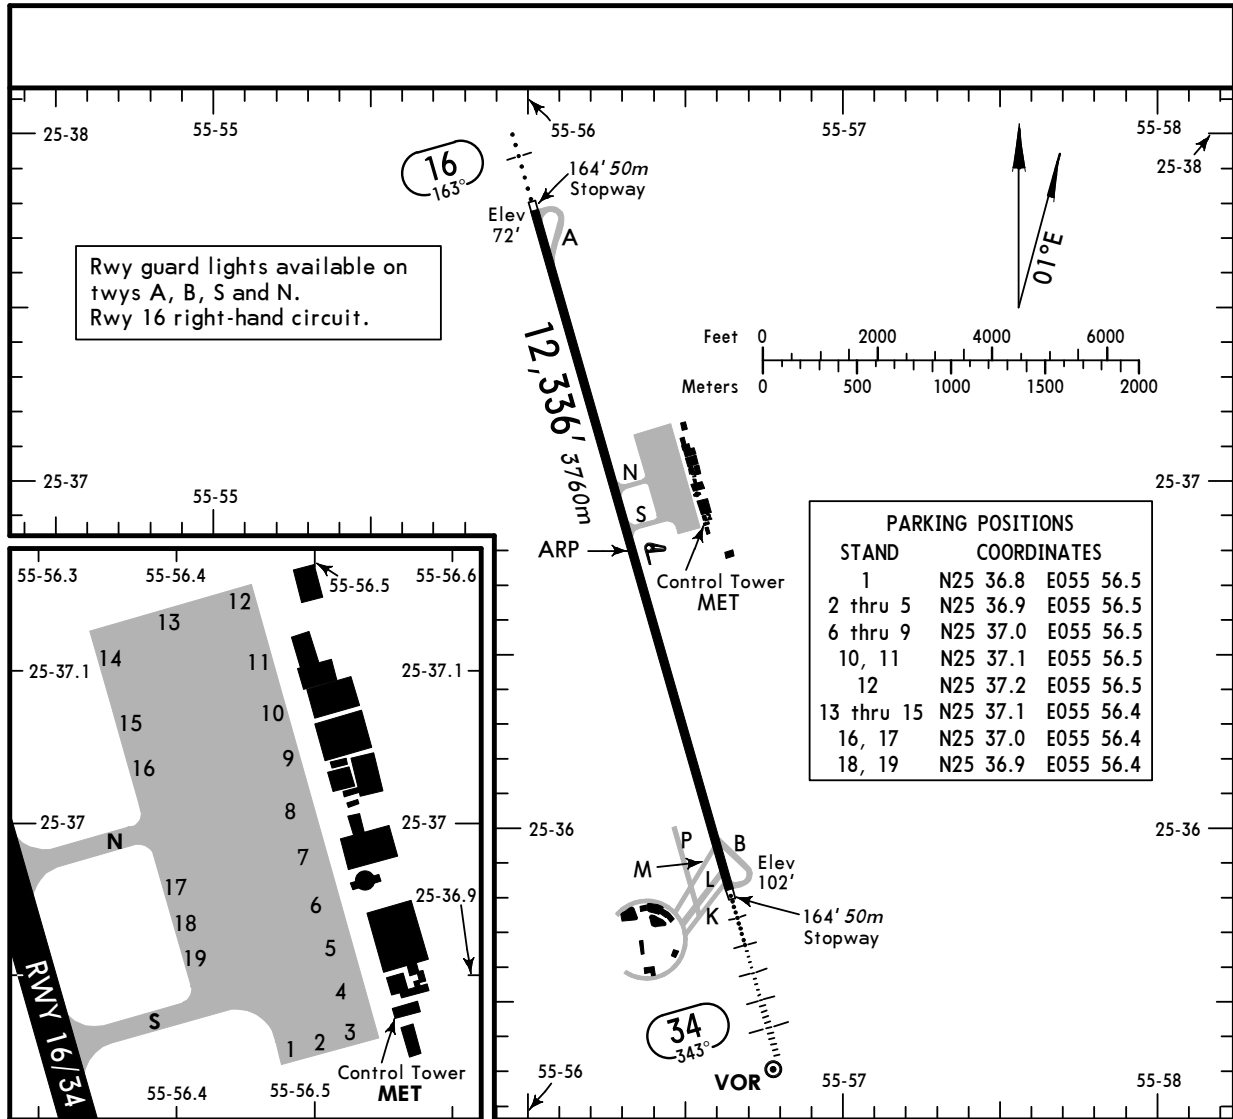 55-55
55-56
55-57
55-58
25-38
25-38
16
163°
164' 50m
Stopway
Elev
72'
A
01°E
Rwy guard lights available on
twys A, B, S and N.
Rwy 16 right-hand circuit.
Feet 0 2000 4000 6000
Meters 0 500 1000 1500 2000
12,336' 3760m
25-37
55-55
25-37
N
S
ARP
Control Tower
MET
PARKING POSITIONS
STAND COORDINATES
1 N25 36.8 E055 56.5
2 thru 5 N25 36.9 E055 56.5
6 thru 9 N25 37.0 E055 56.5
10, 11 N25 37.1 E055 56.5
12 N25 37.2 E055 56.5
13 thru 15 N25 37.1 E055 56.4
16, 17 N25 37.0 E055 56.4
18, 19 N25 36.9 E055 56.4
25-36
25-36
P
B
M
L
K
Elev
102'
164' 50m
Stopway
34
343°
VOR
55-56
55-57
55-58
55-56.3
55-56.4
55-56.5
55-56.6
12
13
14
11
25-37.1
25-37.1
10
15
9
16
8
25-37
25-37
N
7
17
6
25-36.9
18
5
19
4
S
3
2
1
RWY 16/34
Control Tower
MET
55-56.4
55-56.5